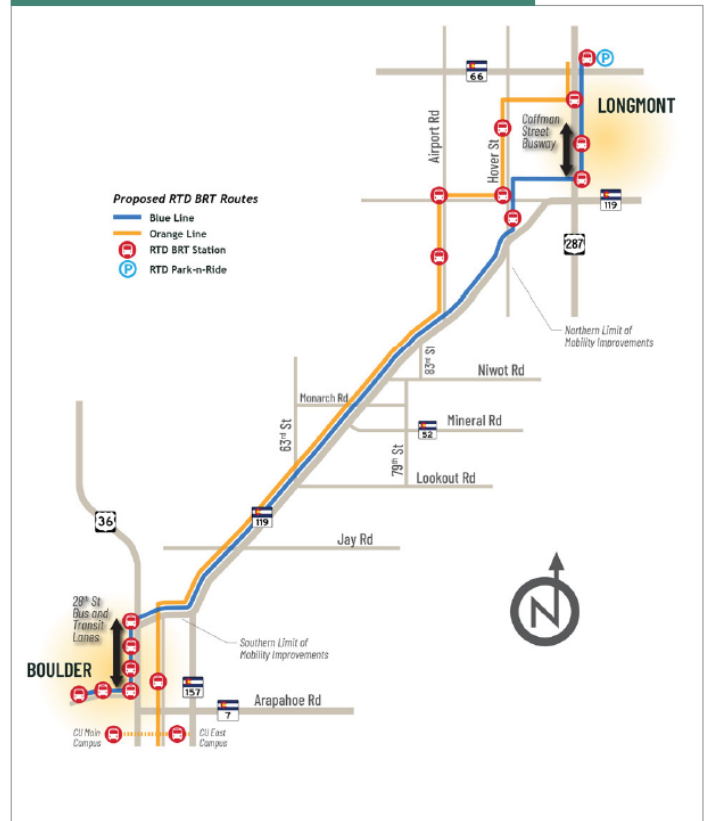 66
P
LONGMONT
Airport Rd
Hover St
Coffman
Street
Busway
119
287
Proposed RTD BRT Routes
Blue Line
Orange Line
RTD BRT Station
P
RTD Park-n-Ride
Northern Limit of
Mobility Improvements
83rd St
Niwot Rd
Monarch Rd
63rd St
Mineral Rd
52
79th St
Lookout Rd
119
36
Jay Rd
N
28th St
Bus and
Transit
Lanes
Southern Limit of
Mobility Improvements
BOULDER
157
Arapahoe Rd
7
CU Main
Campus
CU East
Campus